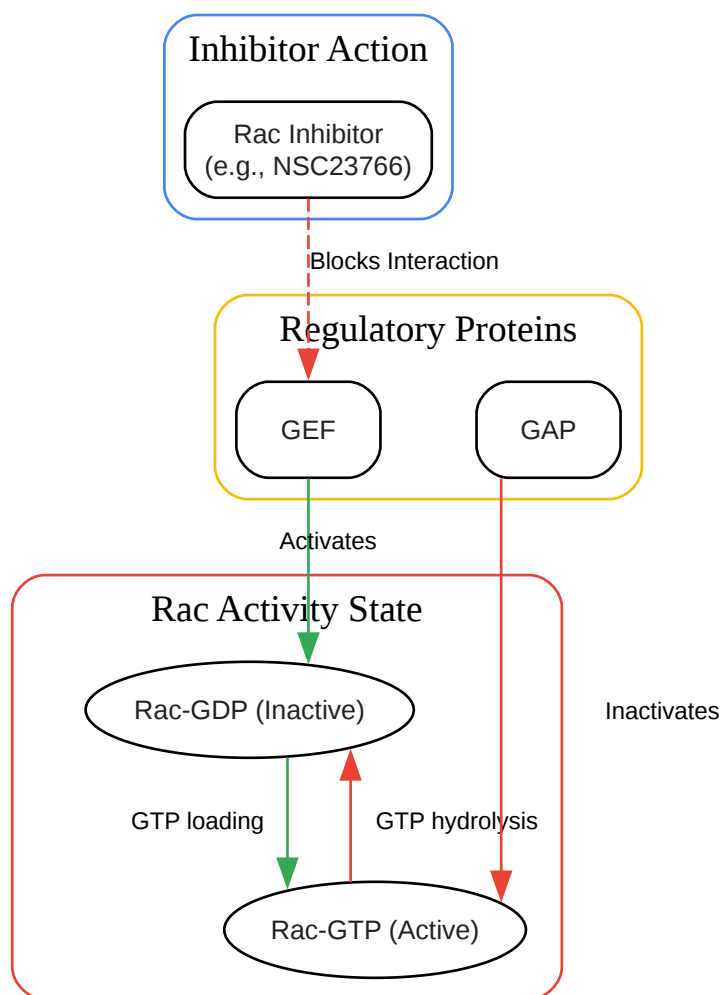 Inhibitor Action
Rac Inhibitor
(e.g., NSC23766)
Blocks Interaction
Regulatory Proteins
GEF
GAP
Activates
Rac Activity State
Rac-GDP (Inactive)
Inactivates
GTP loading
GTP hydrolysis
Rac-GTP (Active)